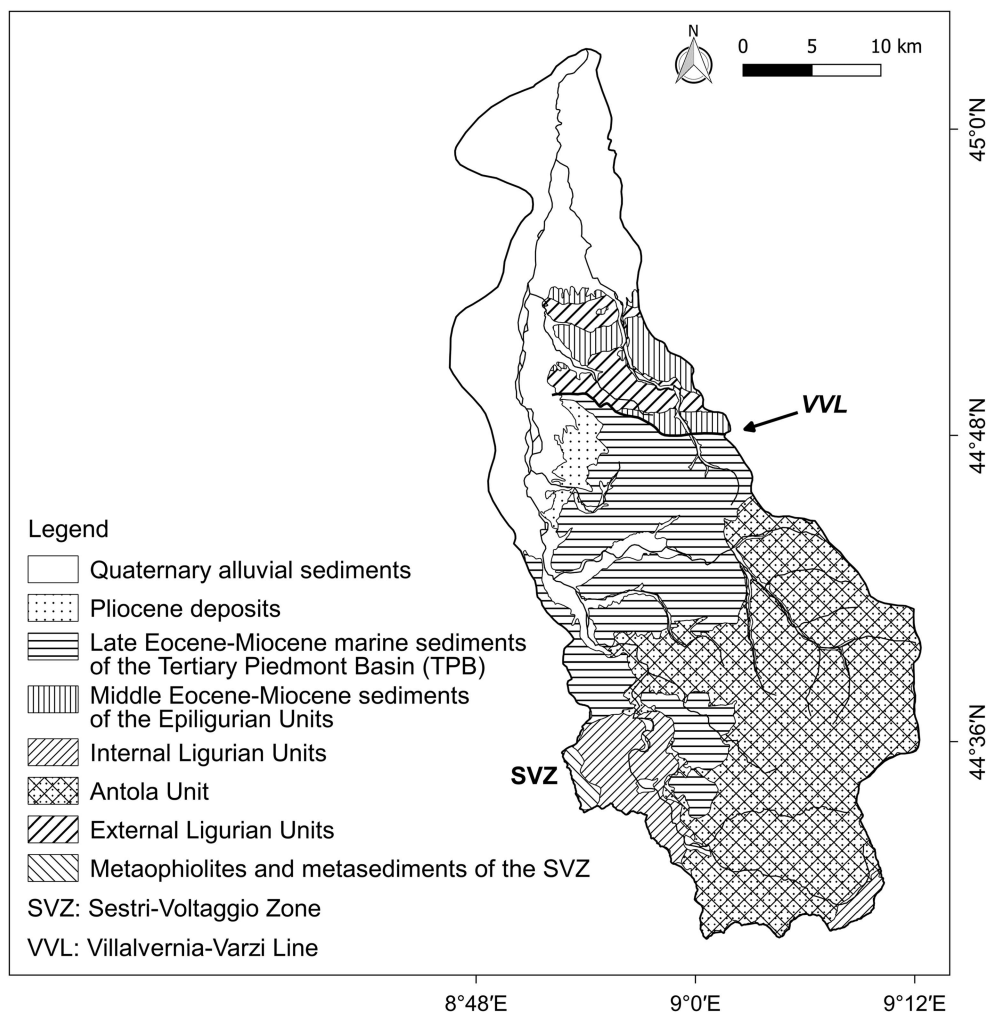 N
0 5 10 km
45°0′N
VVL
44°48′N
Legend
Quaternary alluvial sediments
Pliocene deposits
Late Eocene-Miocene marine sediments
of the Tertiary Piedmont Basin (TPB)
Middle Eocene-Miocene sediments
of the Epiligurian Units
Internal Ligurian Units
44°36′N
SVZ
Antola Unit
External Ligurian Units
Metaophiolites and metasediments of the SVZ
SVZ: Sestri-Voltaggio Zone
VVL: Villalvernia-Varzi Line
8°48′E 9°0′E 9°12′E